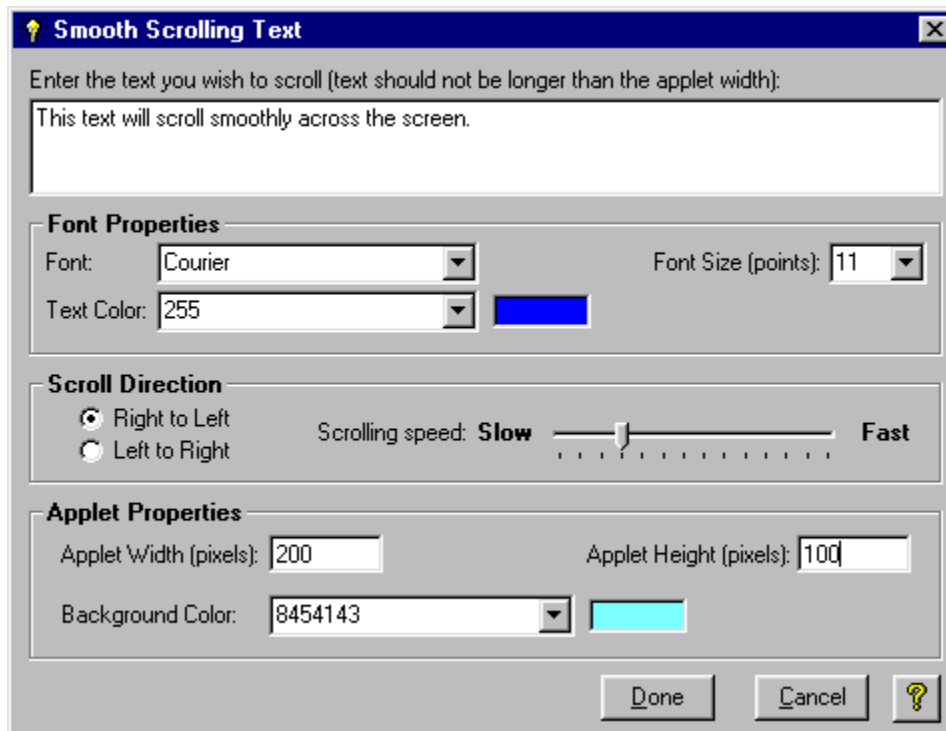 Smooth Scrolling Text
Enter the text you wish to scroll (text should not be longer than the applet width):
This text will scroll smoothly across the screen.
Font Properties
Font: Courier Font Size (points): 11
Text Color: 255
Scroll Direction
Right to Left
Left to Right
Scrolling speed: Slow Fast
Applet Properties
Applet Width (pixels): 200 Applet Height (pixels): 100
Background Color: 8454143
Done Cancel ?